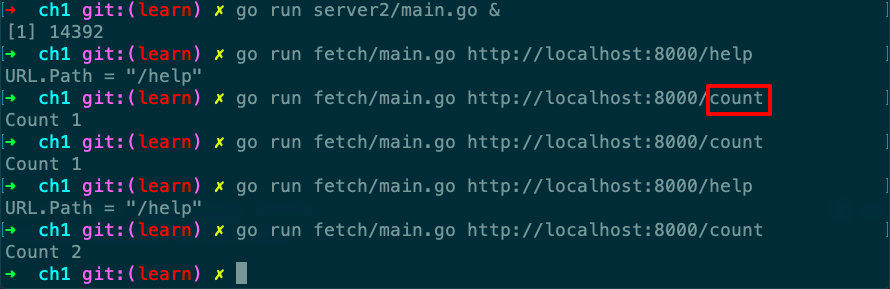 ➜ ch1 git:(learn) ✗ go run server2/main.go &
[1] 14392
➜ ch1 git:(learn) ✗ go run fetch/main.go http://localhost:8000/help
URL.Path = "/help"
➜ ch1 git:(learn) ✗ go run fetch/main.go http://localhost:8000/count
Count 1
➜ ch1 git:(learn) ✗ go run fetch/main.go http://localhost:8000/count
Count 1
➜ ch1 git:(learn) ✗ go run fetch/main.go http://localhost:8000/help
URL.Path = "/help"
➜ ch1 git:(learn) ✗ go run fetch/main.go http://localhost:8000/count
Count 2
➜ ch1 git:(learn) ✗